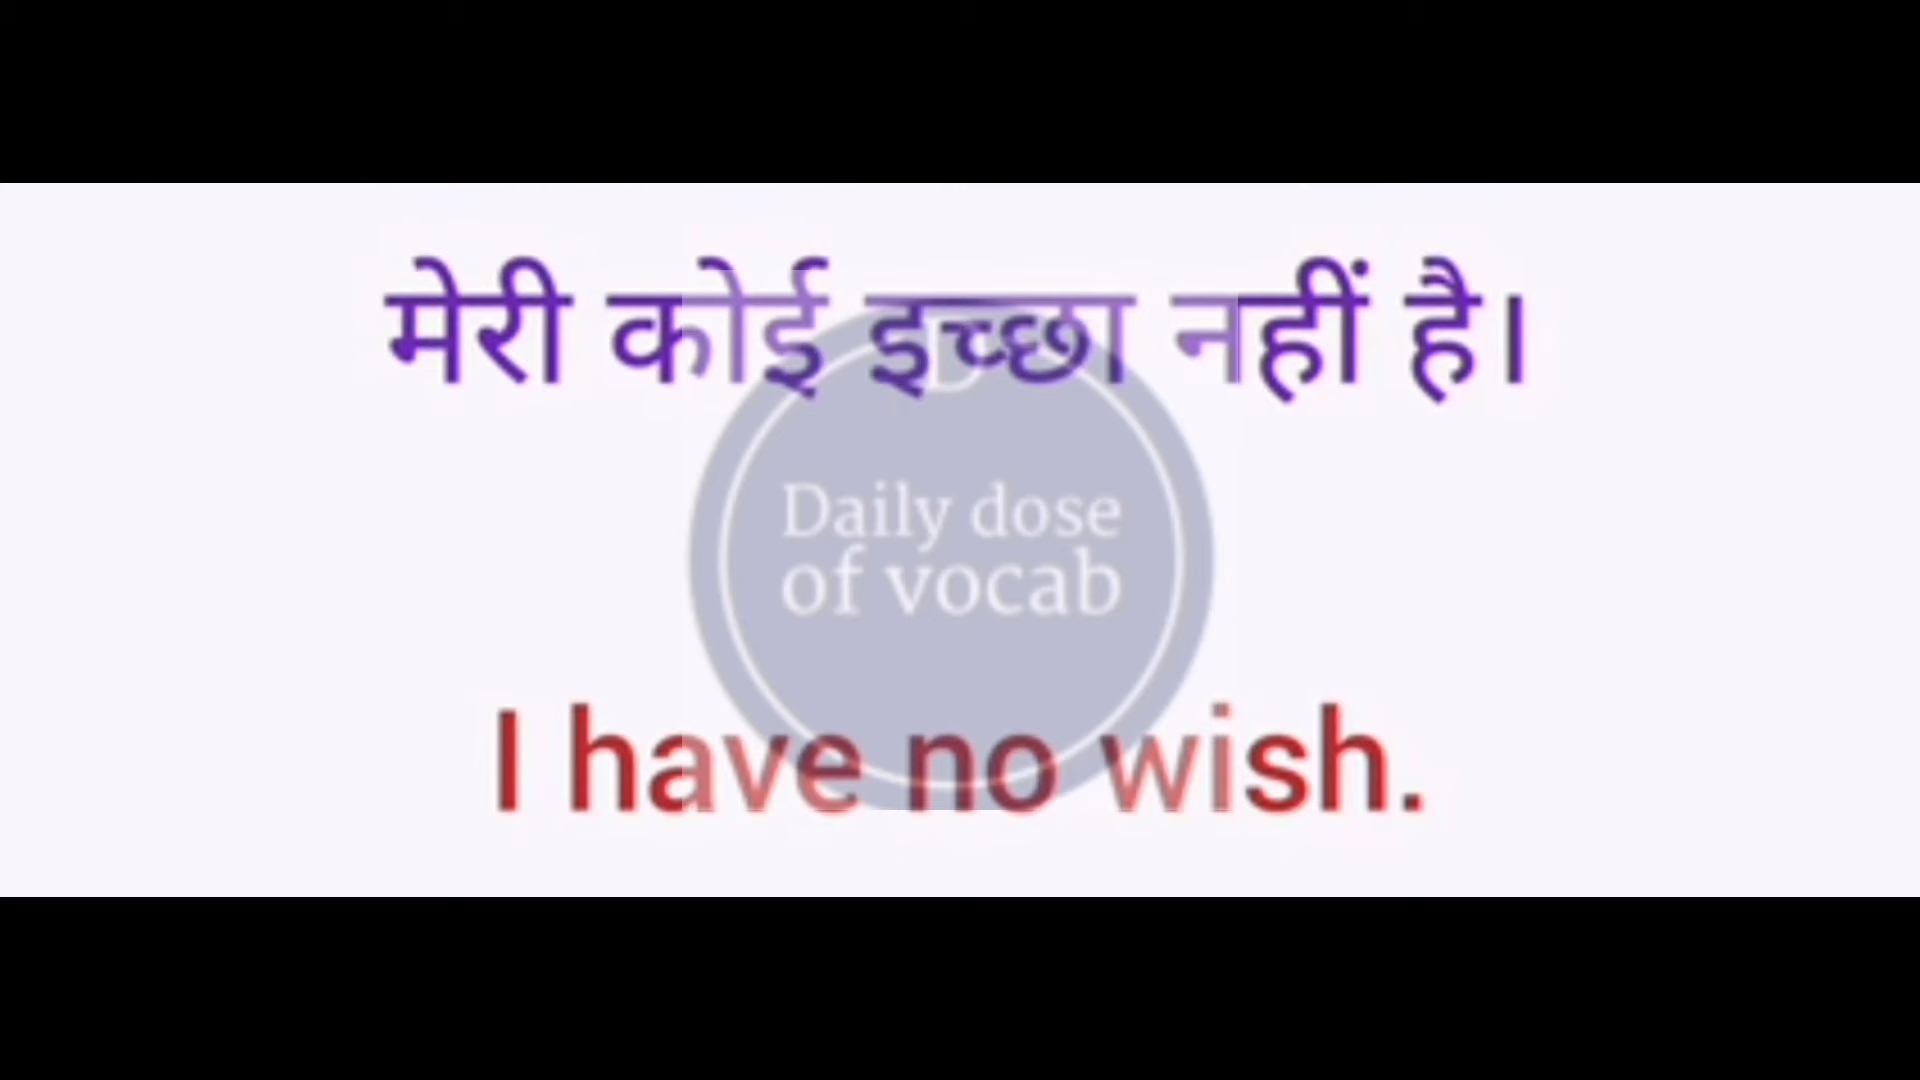 मेरी कोई इच्छा नहीं है।
D
Daily dose
of vocab
I have no wish.